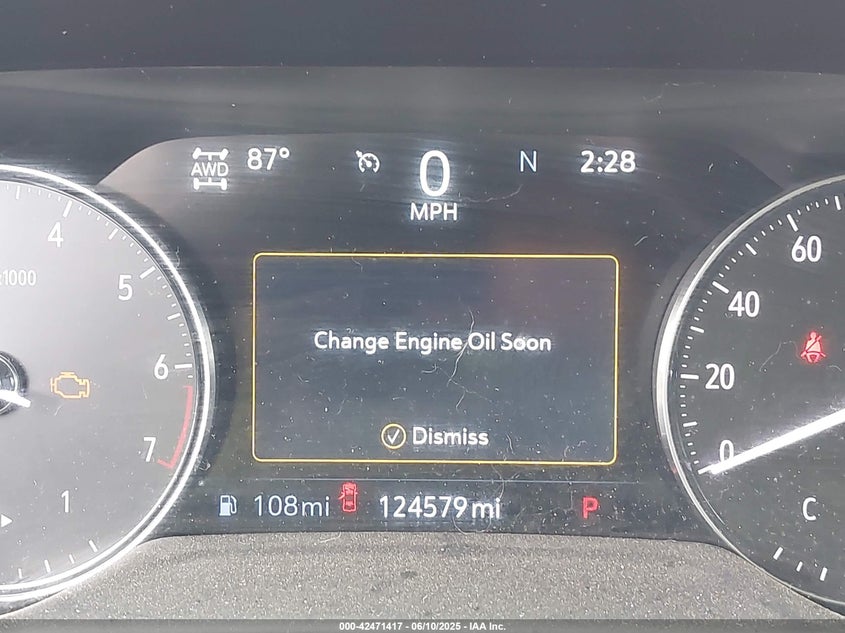 AWD 87° 0 N 2:28
MPH
4
x1000
5
6
7
1
Change Engine Oil Soon
Dismiss
108mi 124579mi P
60
40
20
0
C
000-42471417 - 06/10/2025 - IAA Inc.